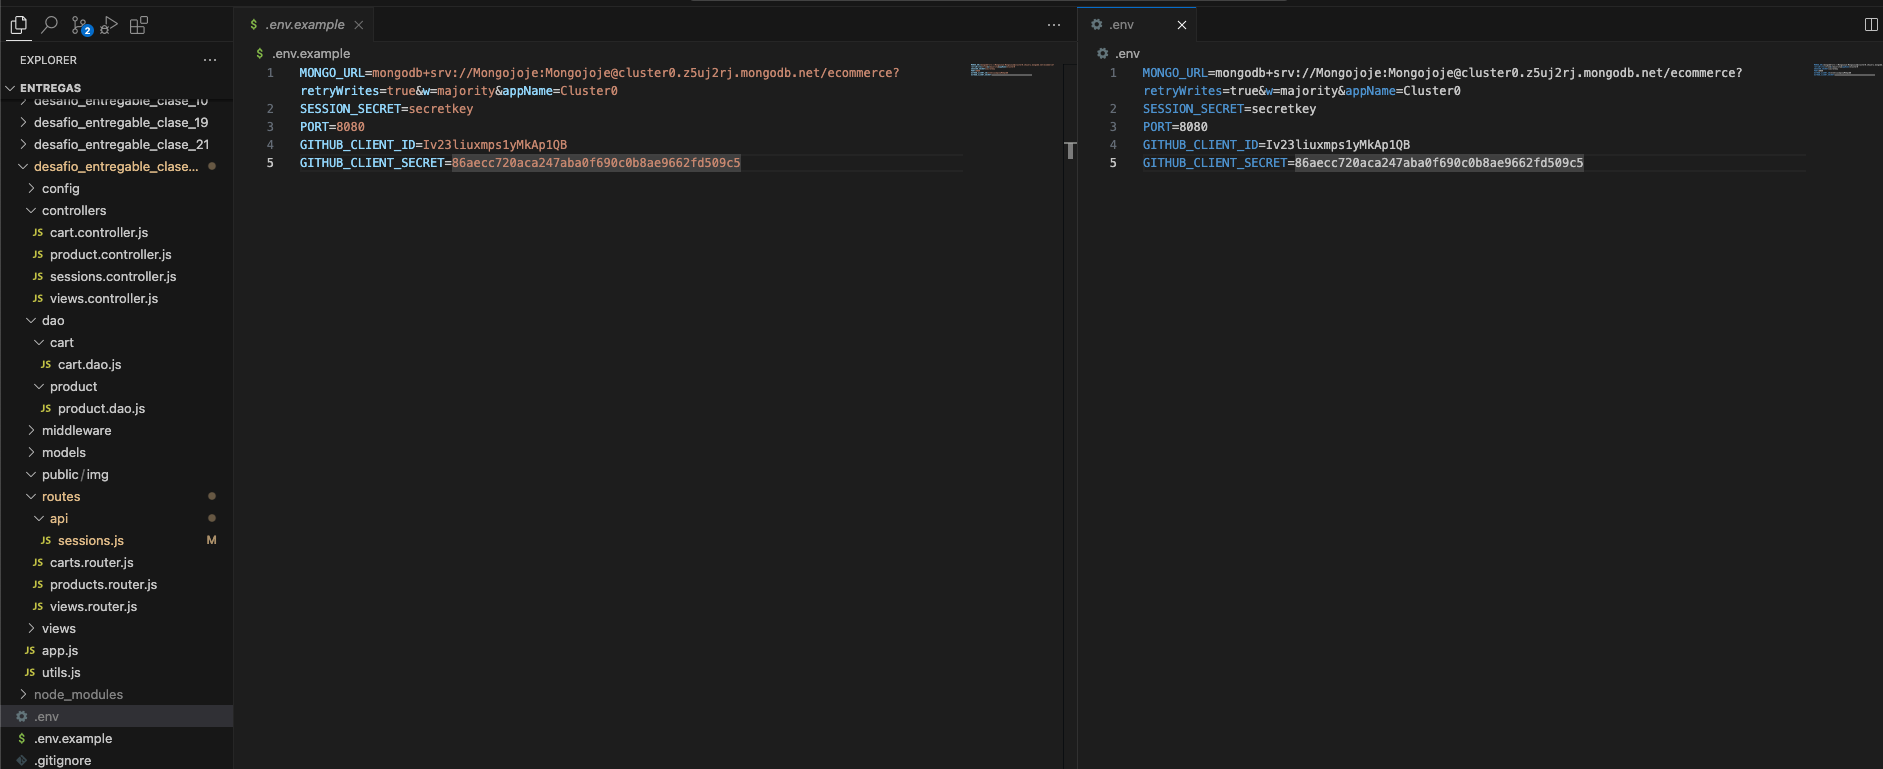 2
EXPLORER
ENTREGAS
desafio_entregable_clase_10
desafio_entregable_clase_19
desafio_entregable_clase_21
desafio_entregable_clase...
config
controllers
JS cart.controller.js
JS product.controller.js
JS sessions.controller.js
JS views.controller.js
dao
cart
JS cart.dao.js
product
JS product.dao.js
middleware
models
public/img
routes
api
JS sessions.js M
JS carts.router.js
JS products.router.js
JS views.router.js
views
JS app.js
JS utils.js
node_modules
.env
$ .env.example
.gitignore
$ .env.example
$ .env.example
1 MONGO_URL=mongodb+srv://Mongojoje:Mongojoje@cluster0.z5uj2rj.mongodb.net/ecommerce?
retryWrites=true&w=majority&appName=Cluster0
2 SESSION_SECRET=secretkey
3 PORT=8080
4 GITHUB_CLIENT_ID=Iv23liuxmps1yMkAp1QB
5 GITHUB_CLIENT_SECRET=86aecc720aca247aba0f690c0b8ae9662fd509c5
.env
.env
1 MONGO_URL=mongodb+srv://Mongojoje:Mongojoje@cluster0.z5uj2rj.mongodb.net/ecommerce?
retryWrites=true&w=majority&appName=Cluster0
2 SESSION_SECRET=secretkey
3 PORT=8080
4 GITHUB_CLIENT_ID=Iv23liuxmps1yMkAp1QB
5 GITHUB_CLIENT_SECRET=86aecc720aca247aba0f690c0b8ae9662fd509c5